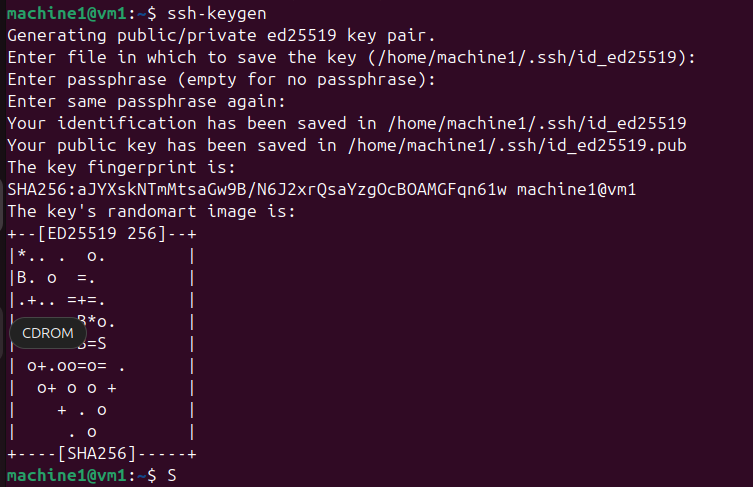 machine1@vm1:~$ ssh-keygen
Generating public/private ed25519 key pair.
Enter file in which to save the key (/home/machine1/.ssh/id_ed25519):
Enter passphrase (empty for no passphrase):
Enter same passphrase again:
Your identification has been saved in /home/machine1/.ssh/id_ed25519
Your public key has been saved in /home/machine1/.ssh/id_ed25519.pub
The key fingerprint is:
SHA256:aJYXskNTmMtsaGw9B/N6J2xrQsaYzgOcBOAMGFqn61w machine1@vm1
The key's randomart image is:
+--[ED25519 256]--+
|*.. .  o.        |
|B. o  =.         |
|.+.. =+=.        |
B*o.        |
CDROM
B=S        |
| o+.oo=o= .      |
|  o+ o o +       |
|    + . o        |
|     . o         |
+----[SHA256]-----+
machine1@vm1:~$ S